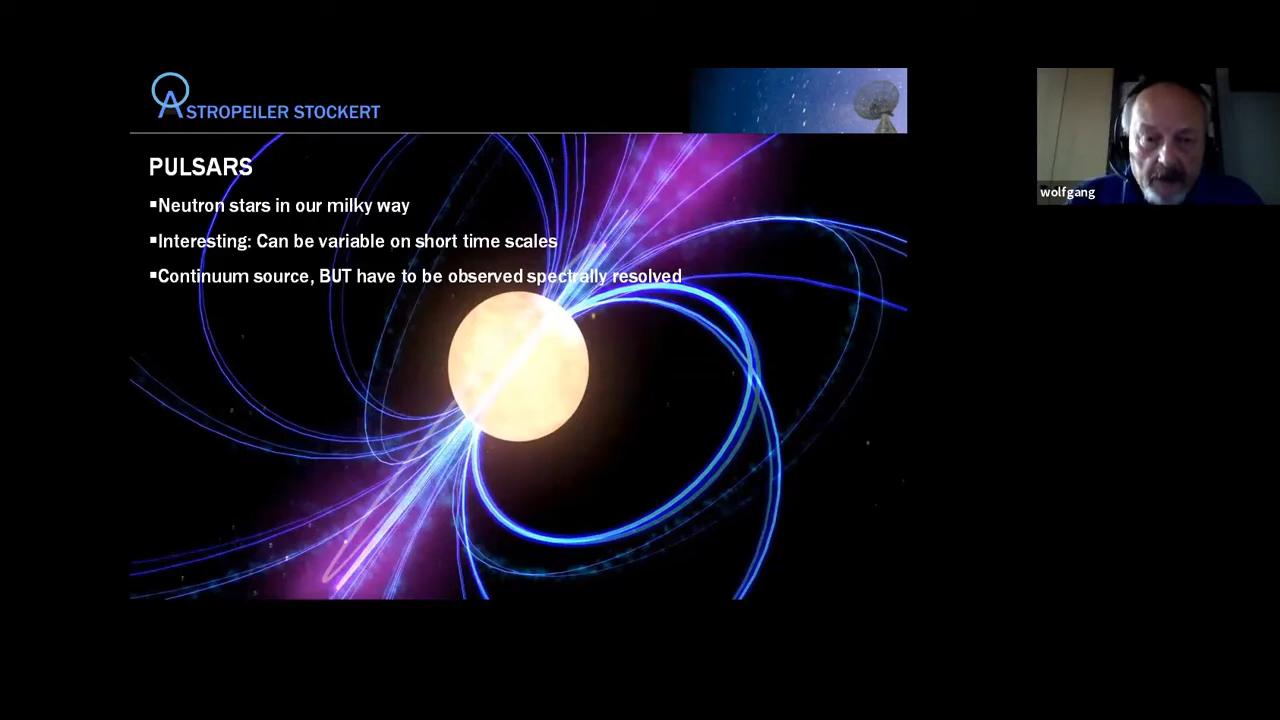 ASTROPEILER STOCKERT
PULSARS
▪Neutron stars in our milky way
▪Interesting: Can be variable on short time scales
▪Continuum source, BUT have to be observed spectrally resolved
wolfgang